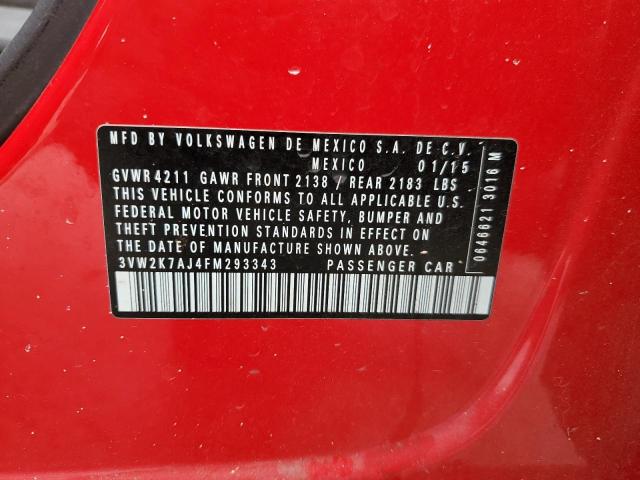 MFD BY VOLKSWAGEN DE MEXICO S.A. DE C.V.
MEXICO 01/15
GVWR 4211 GAWR FRONT 2138 / REAR 2183 LBS
THIS VEHICLE CONFORMS TO ALL APPLICABLE U.S.
FEDERAL MOTOR VEHICLE SAFETY, BUMPER AND
THEFT PREVENTION STANDARDS IN EFFECT ON
THE DATE OF MANUFACTURE SHOWN ABOVE.
3VW2K7AJ4FM293343 PASSENGER CAR
0646621 3016 M